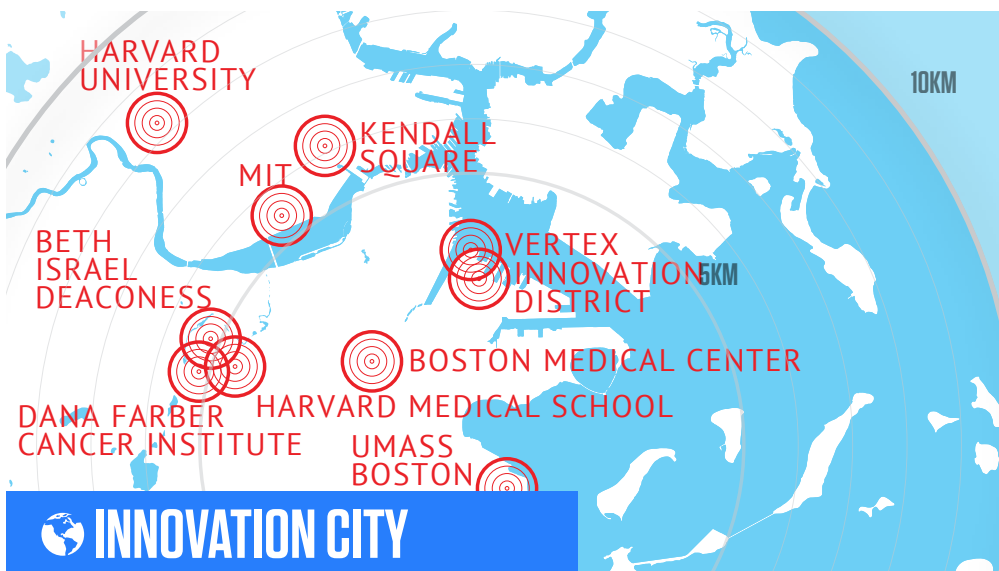 HARVARD
UNIVERSITY
10KM
KENDALL
SQUARE
MIT
BETH
ISRAEL
DEACONESS
VERTEX
INNOVATION
DISTRICT
5KM
BOSTON MEDICAL CENTER
HARVARD MEDICAL SCHOOL
DANA FARBER
CANCER INSTITUTE
UMASS
BOSTON
INNOVATION CITY